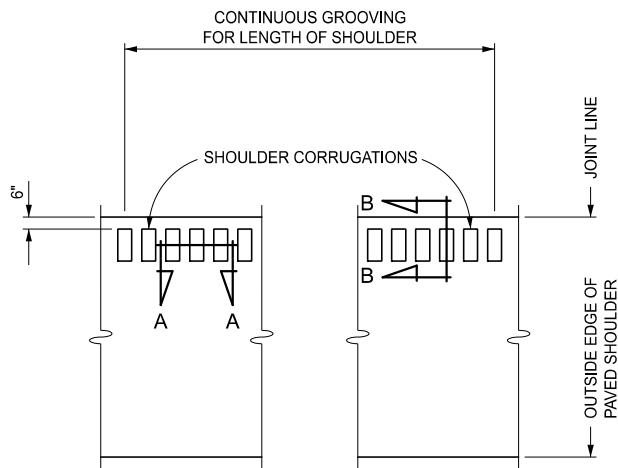 CONTINUOUS GROOVING
FOR LENGTH OF SHOULDER
SHOULDER CORRUGATIONS
6"
JOINT LINE
B
B
A
A
OUTSIDE EDGE OF
PAVED SHOULDER